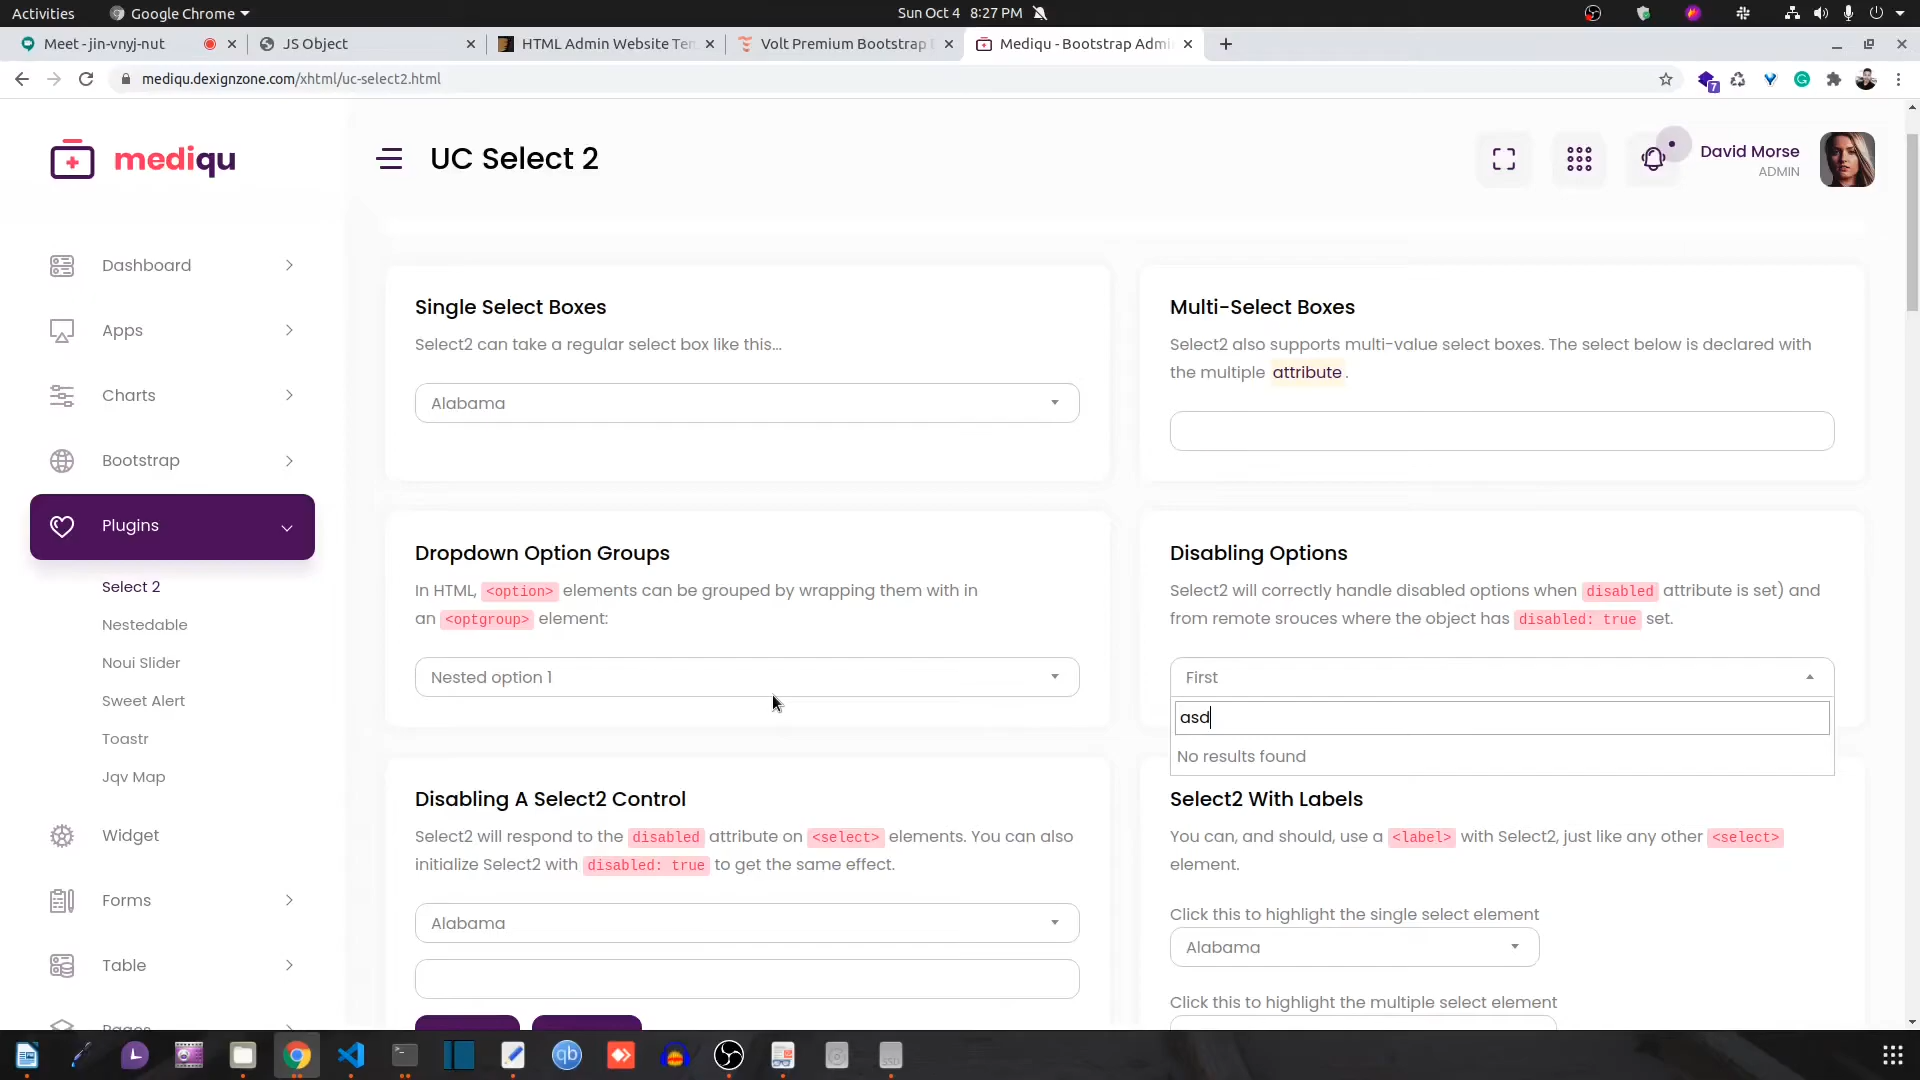 Activities
Google Chrome
Sun Oct 4 8:27 PM
Meet - jin-vnyj-nut
JS Object
HTML Admin Website Ten
Volt Premium Bootstrap
Mediqu - Bootstrap Admi
mediqu.dexignzone.com/xhtml/uc-select2.html
7
mediqu
UC Select 2
David Morse
ADMIN
Dashboard
Apps
Charts
Bootstrap
Plugins
Select 2
Nestedable
Noui Slider
Sweet Alert
Toastr
Jqv Map
Widget
Forms
Table
Pages
Single Select Boxes
Select2 can take a regular select box like this...
Alabama
Multi-Select Boxes
Select2 also supports multi-value select boxes. The select below is declared with
the multiple attribute .
Dropdown Option Groups
In HTML, <option> elements can be grouped by wrapping them with in
an <optgroup> element:
Nested option 1
Disabling Options
Select2 will correctly handle disabled options when disabled attribute is set) and
from remote srouces where the object has disabled: true set.
First
asd
No results found
Disabling A Select2 Control
Select2 will respond to the disabled attribute on <select> elements. You can also
initialize Select2 with disabled: true to get the same effect.
Alabama
Select2 With Labels
You can, and should, use a <label> with Select2, just like any other <select>
element.
Click this to highlight the single select element
Alabama
Click this to highlight the multiple select element
qb